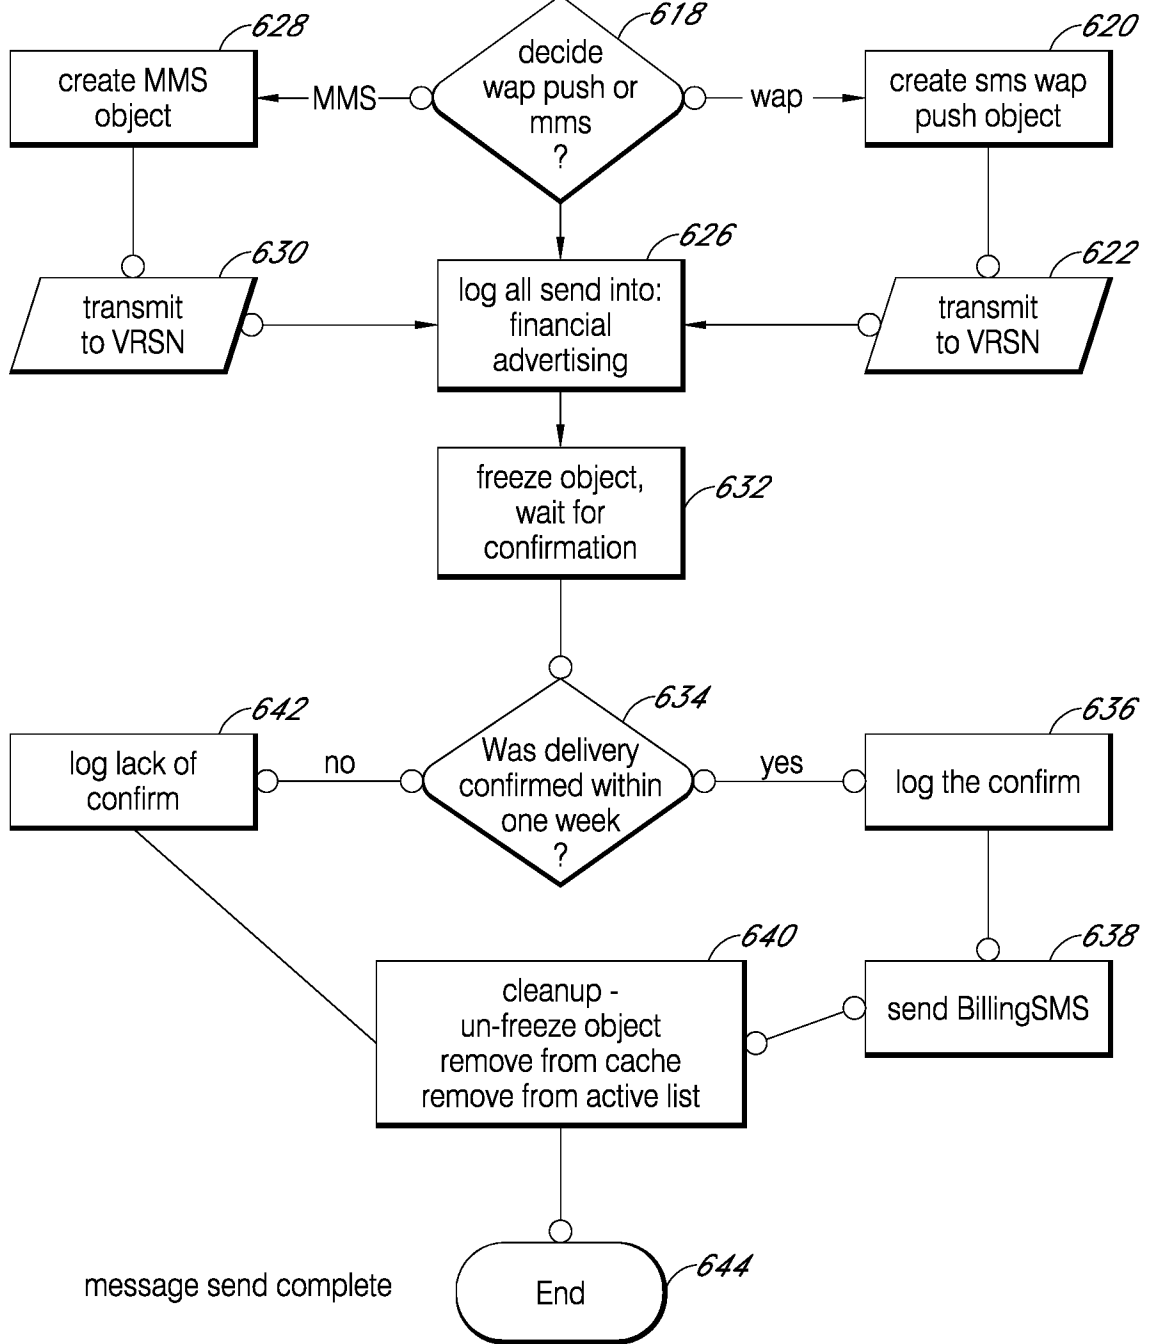 628
618
620
create MMS
object
MMS
decide
wap push or
mms
?
wap
create sms wap
push object
630
626
622
transmit
to VRSN
log all send into:
financial
advertising
transmit
to VRSN
freeze object,
wait for
confirmation
632
642
634
636
log lack of
confirm
no
Was delivery
confirmed within
one week
?
yes
log the confirm
640
638
cleanup -
un-freeze object
remove from cache
remove from active list
send BillingSMS
message send complete
End
644